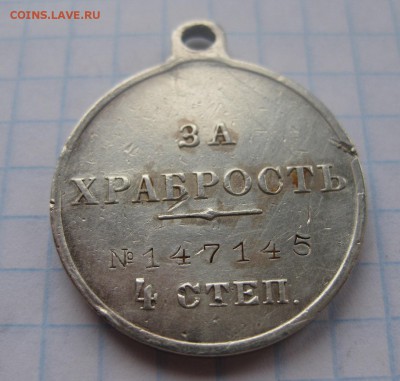 COINS.LAVE.RU
ЗА
ХРАБРОСТЬ
№147145
4 СТЕП.